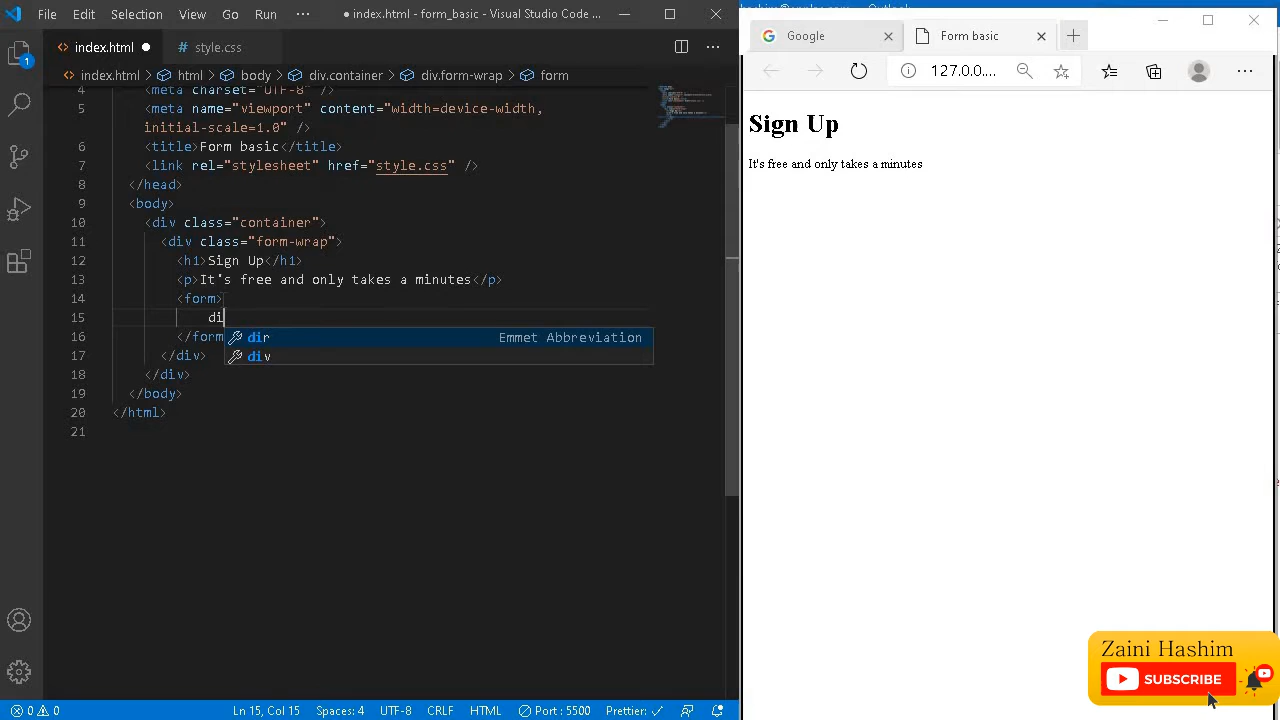 File Edit Sele View Go Run ··· index.html - form_basic - Visual Studio Code ...
index.html
index.html > html > body > div.container > div.form-wrap > form
4 <meta charset="UTF-8" />
5 <meta name="viewport" content="width=device-width,
initial-scale=1.0" />
6 <title>Form basic</title>
7 <link rel="stylesheet" href="style.css" />
8 </head>
9 <body>
10 <div class="container">
11 <div class="form-wrap">
12 <h1>Sign Up</h1>
13 <p>It's free and only takes a minutes</p>
14 <form>
15 di
16 </form
dir Emmet Abbreviation
div
17 </div>
18 </div>
19 </body>
20 </html>
21
1
0 0 Ln 15, Col 15 Spaces: 4 UTF-8 CRLF HTML Port : 5500 Prettier: ✓
Google Form basic
127.0.0....
Sign Up
It's free and only takes a minutes
Zaini Hashim
SUBSCRIBE